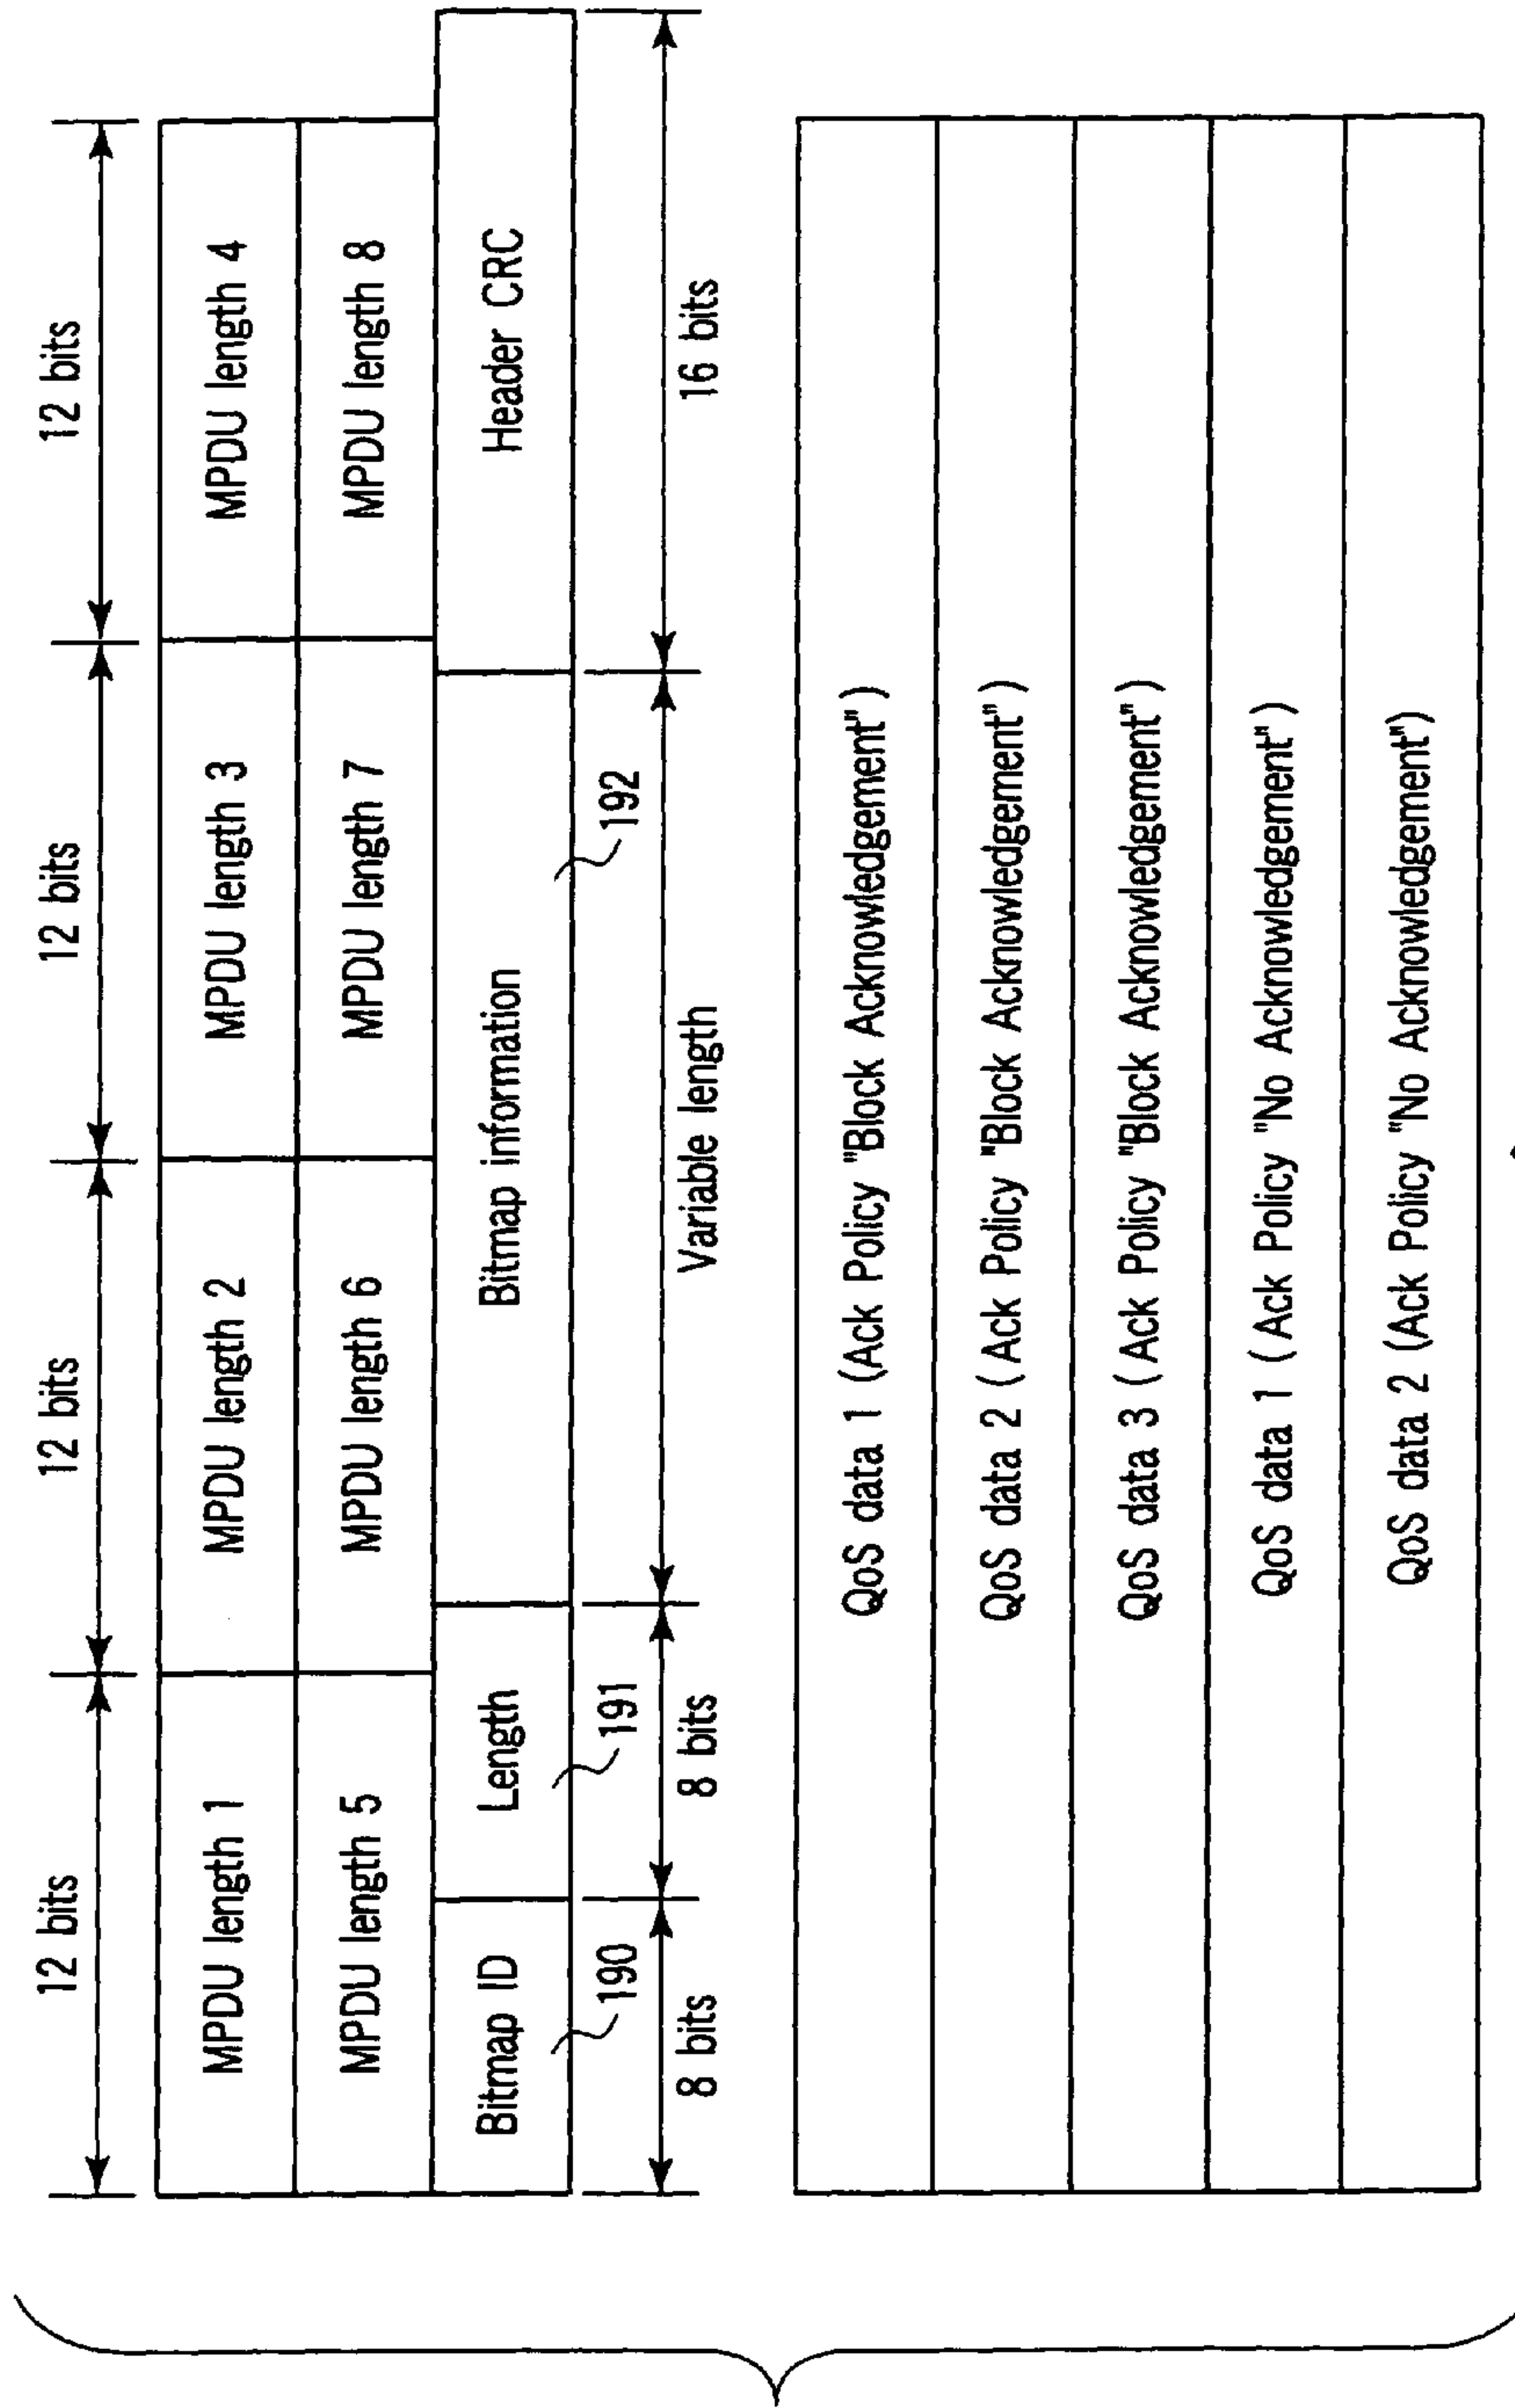 12 bits 12 bits 12 bits 12 bits
MPDU length 1 MPDU length 2 MPDU length 3 MPDU length 4
MPDU length 5 MPDU length 6 MPDU length 7 MPDU length 8
Bitmap ID Length Bitmap information Header CRC
190 191 192
8 bits 8 bits Variable length 16 bits
QoS data 1 (Ack Policy "Block Acknowledgement")
QoS data 2 ( Ack Policy "Block Acknowledgement")
QoS data 3 ( Ack Policy "Block Acknowledgement")
QoS data 1 ( Ack Policy "No Acknowledgement")
QoS data 2 (Ack Policy "No Acknowledgement")